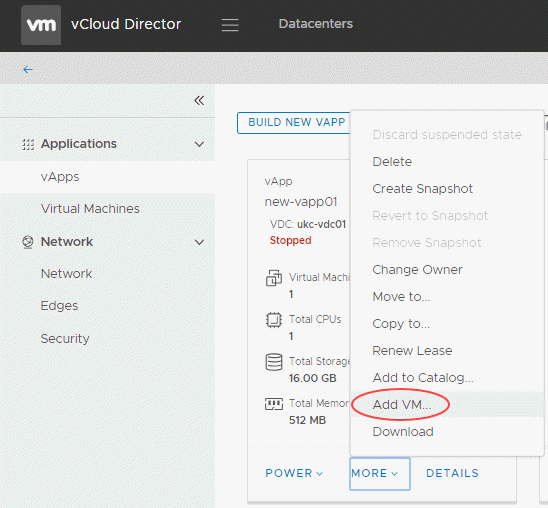 vm vCloud Director Datacenters
Applications
vApps
Virtual Machines
Network
Network
Edges
Security
BUILD NEW VAPP
vApp
new-vapp01
VDC: ukc-vdc01
Stopped
Virtual Machi
1
Total CPUs
1
Total Storag
16.00 GB
Total Memor
512 MB
Discard suspended state
Delete
Create Snapshot
Revert to Snapshot
Remove Snapshot
Change Owner
Move to...
Copy to...
Renew Lease
Add to Catalog...
Add VM...
Download
POWER MORE DETAILS